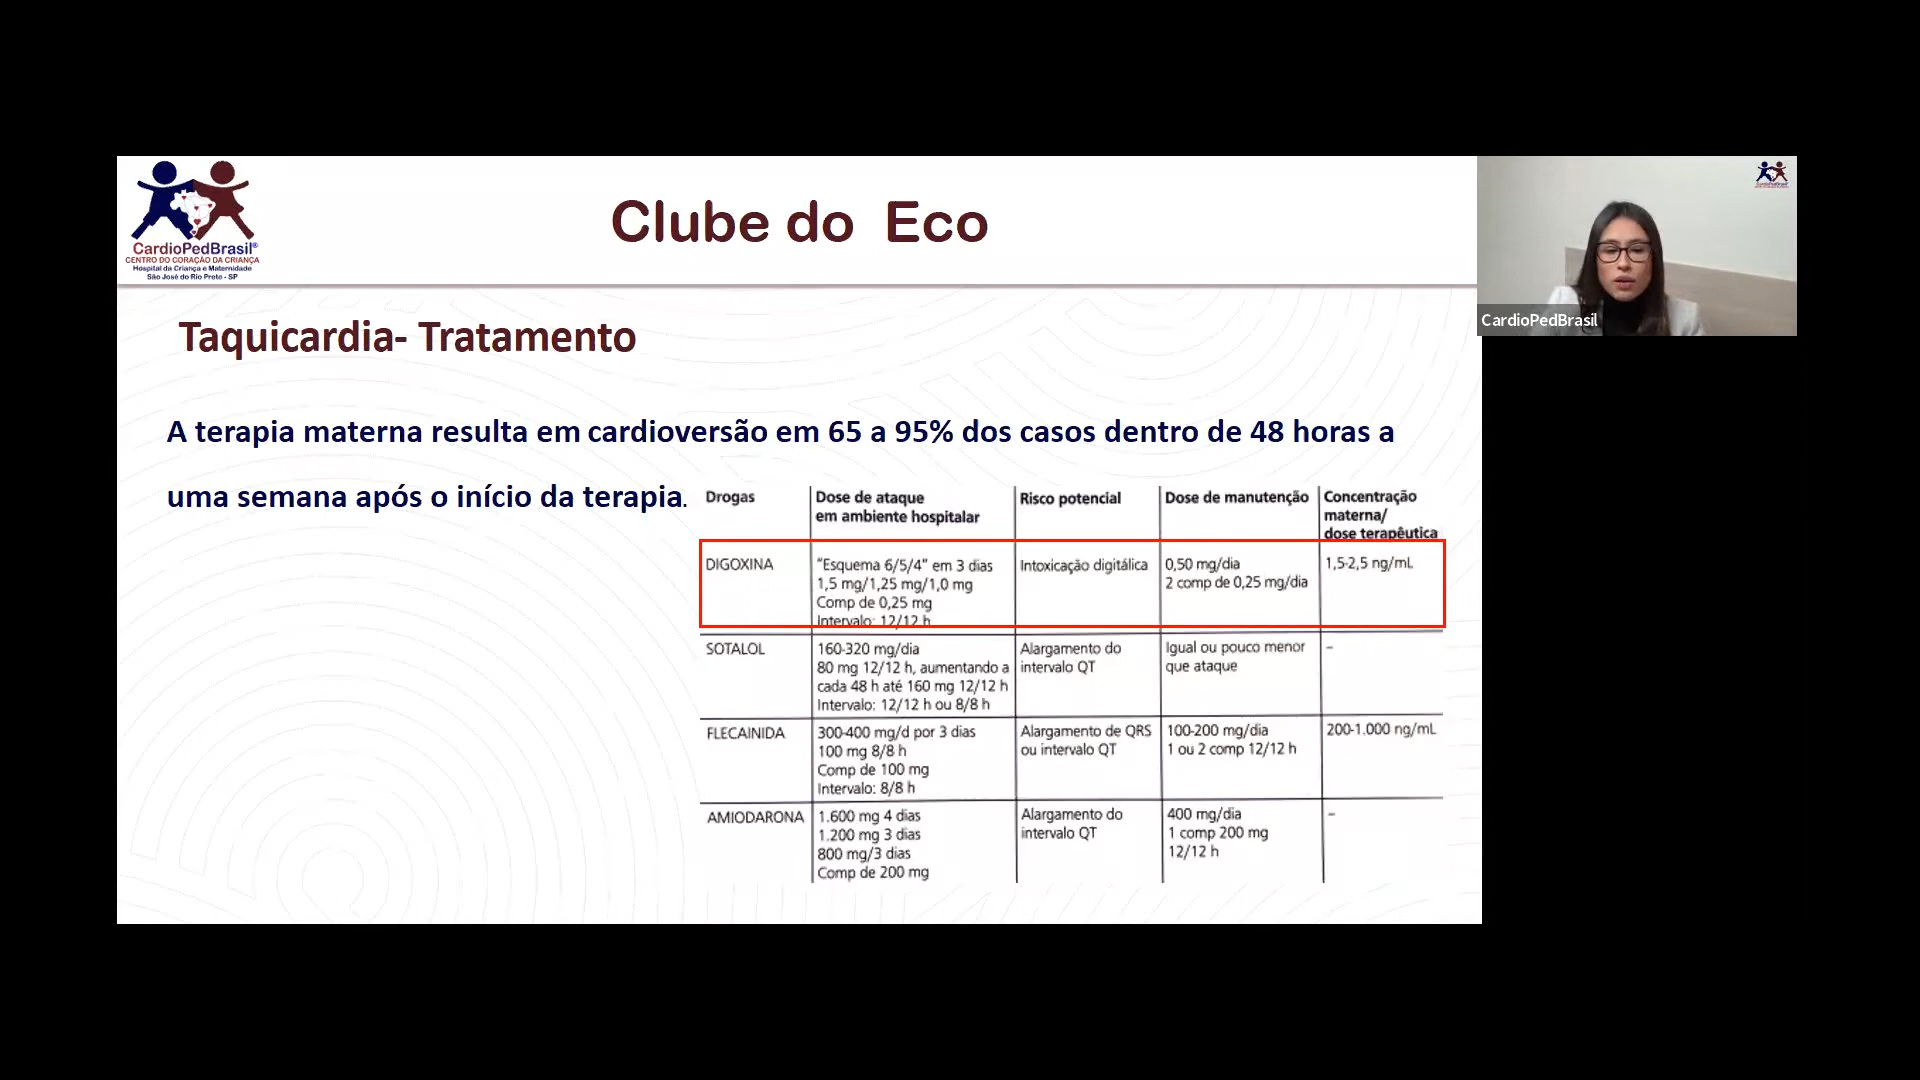 CardioPedBrasil®
CENTRO DO CORAÇÃO DA CRIANÇA
Hospital da Criança e Maternidade
São José do Rio Preto - SP
Clube do Eco
CardioPedBrasil
Taquicardia- Tratamento
A terapia materna resulta em cardioversão em 65 a 95% dos casos dentro de 48 horas a
uma semana após o início da terapia.
Drogas
Dose de ataque
em ambiente hospitalar
Risco potencial
Dose de manutenção
Concentração
materna/
dose terapêutica
DIGOXINA
"Esquema 6/5/4" em 3 dias
1,5 mg/1,25 mg/1,0 mg
Comp de 0,25 mg
Intervalo: 12/12 h
Intoxicação digitálica
0,50 mg/dia
2 comp de 0,25 mg/dia
1,5-2,5 ng/mL
SOTALOL
160-320 mg/dia
80 mg 12/12 h, aumentando a
cada 48 h até 160 mg 12/12 h
Intervalo: 12/12 h ou 8/8 h
Alargamento do
intervalo QT
Igual ou pouco menor
que ataque
–
FLECAINIDA
300-400 mg/d por 3 dias
100 mg 8/8 h
Comp de 100 mg
Intervalo: 8/8 h
Alargamento de QRS
ou intervalo QT
100-200 mg/dia
1 ou 2 comp 12/12 h
200-1.000 ng/mL
AMIODARONA
1.600 mg 4 dias
1.200 mg 3 dias
800 mg/3 dias
Comp de 200 mg
Alargamento do
intervalo QT
400 mg/dia
1 comp 200 mg
12/12 h
–